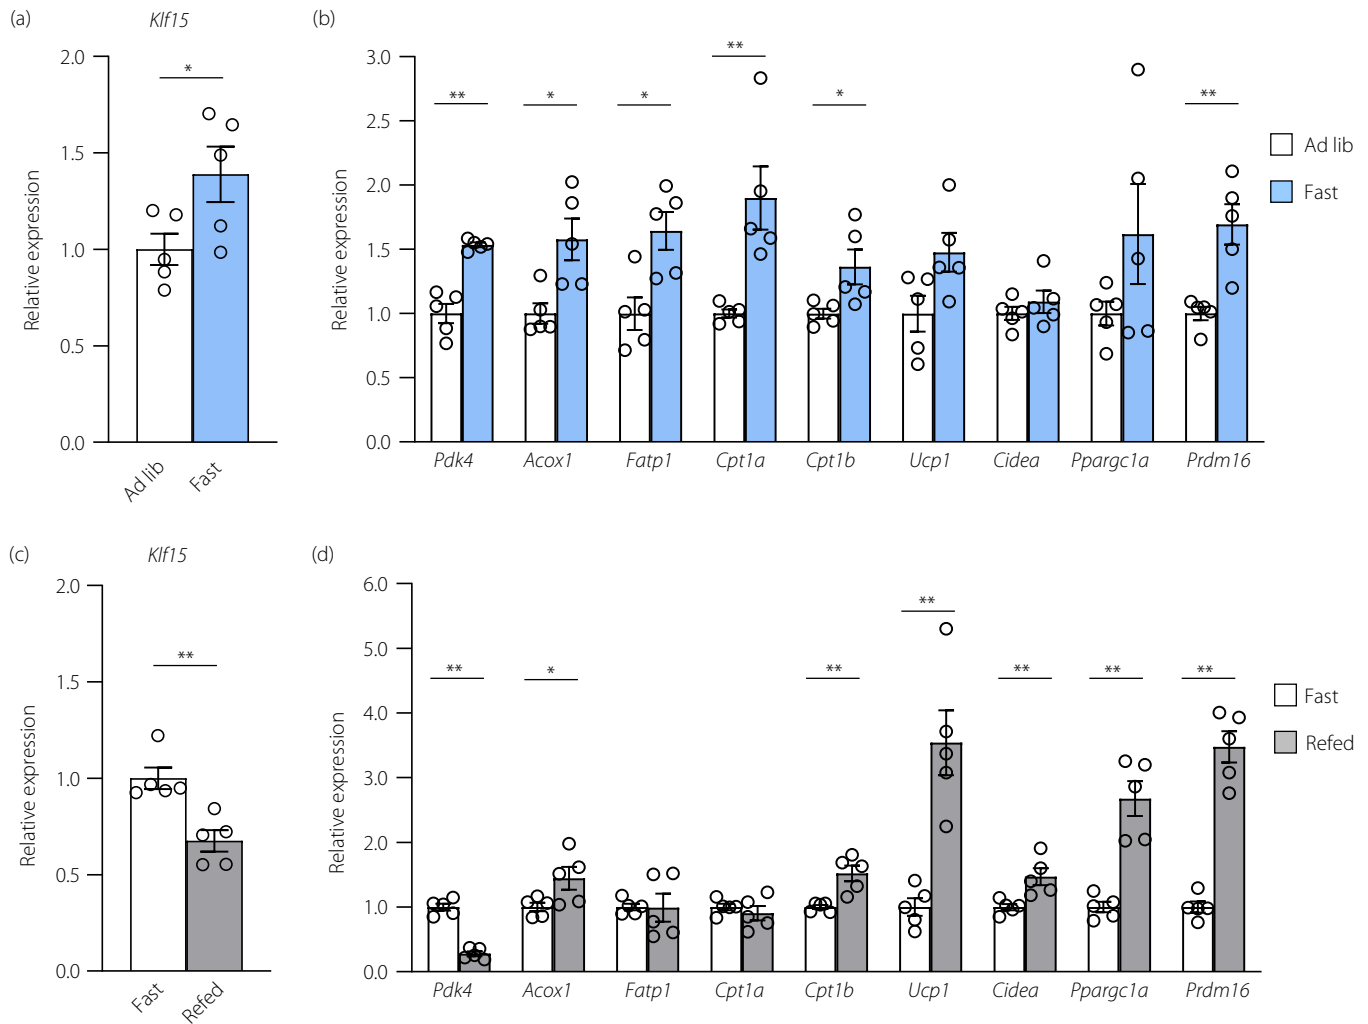 (a)
Klf15
Relative expression
2.0
1.5
1.0
0.5
0.0
*
Ad lib
Fast
(b)
Relative expression
3.0
2.5
2.0
1.5
1.0
0.5
0.0
**
*
*
**
*
**
Pdk4 Acox1 Fatp1 Cpt1a Cpt1b Ucp1 Cidea Ppargc1a Prdm16
Ad lib
Fast
(c)
Klf15
Relative expression
2.0
1.5
1.0
0.5
0.0
**
Fast
Refed
(d)
Relative expression
6.0
5.0
4.0
3.0
2.0
1.0
0.0
**
*
**
**
**
**
**
Pdk4 Acox1 Fatp1 Cpt1a Cpt1b Ucp1 Cidea Ppargc1a Prdm16
Fast
Refed